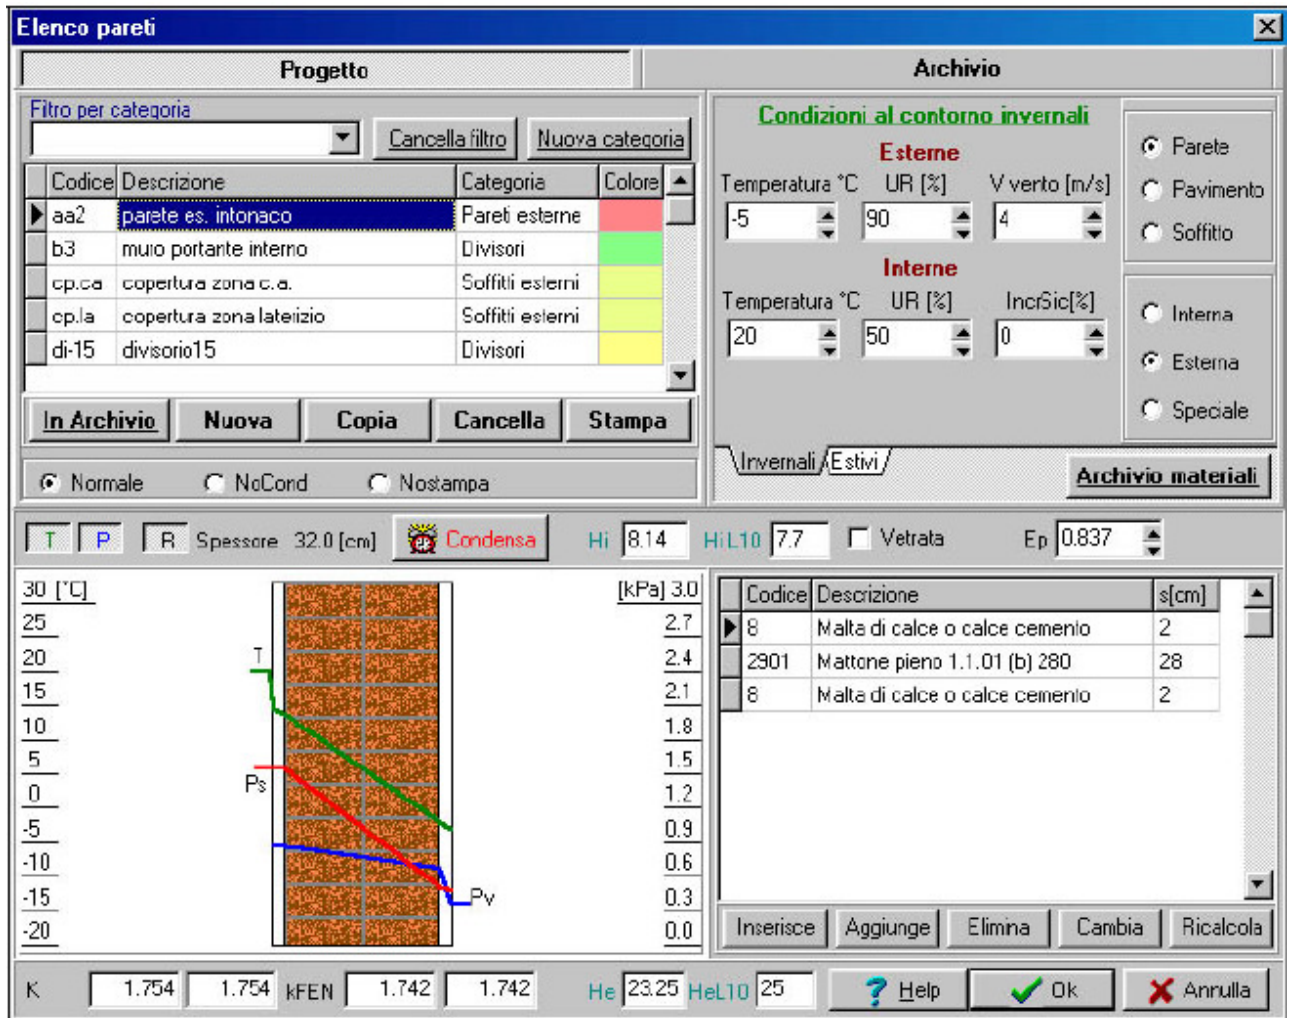 Elenco pareti
Progetto
Archivio
Filtro per categoria
Cancella filtro
Nuova categoria
Codice Descrizione Categoria Colore
aa2 parete es. intonaco Pareti esterne
b3 muro portante interno Divisori
cp.ca copertura zona c.a. Soffitti esterni
cp.la copertura zona laterizio Soffitti esterni
di-15 divisorio15 Divisori
In Archivio Nuova Copia Cancella Stampa
Normale NoCond Nostampa
Condizioni al contorno invernali
Esterne
Temperatura °C UR [%] V vento [m/s]
-5 90 4
Interne
Temperatura °C UR [%] IncrSic[%]
20 50 0
Parete
Pavimento
Soffitto
Interna
Esterna
Speciale
Invernali Estivi
Archivio materiali
T P R Spessore 32.0 [cm] Condensa Hi 8.14 HiL10 7.7 Vetrata Ep 0.837
30 [°C] [kPa] 3.0
25 2.7
20 T 2.4
15 2.1
10 1.8
5 1.5
0 Ps 1.2
-5 0.9
-10 0.6
-15 Pv 0.3
-20 0.0
Codice Descrizione s[cm]
8 Malta di calce o calce cemento 2
2901 Mattone pieno 1.1.01 (b) 280 28
8 Malta di calce o calce cemento 2
Inserisce Aggiunge Elimina Cambia Ricalcola
K 1.754 1.754 kFEN 1.742 1.742 He 23.25 HeL10 25 ? Help Ok Annulla